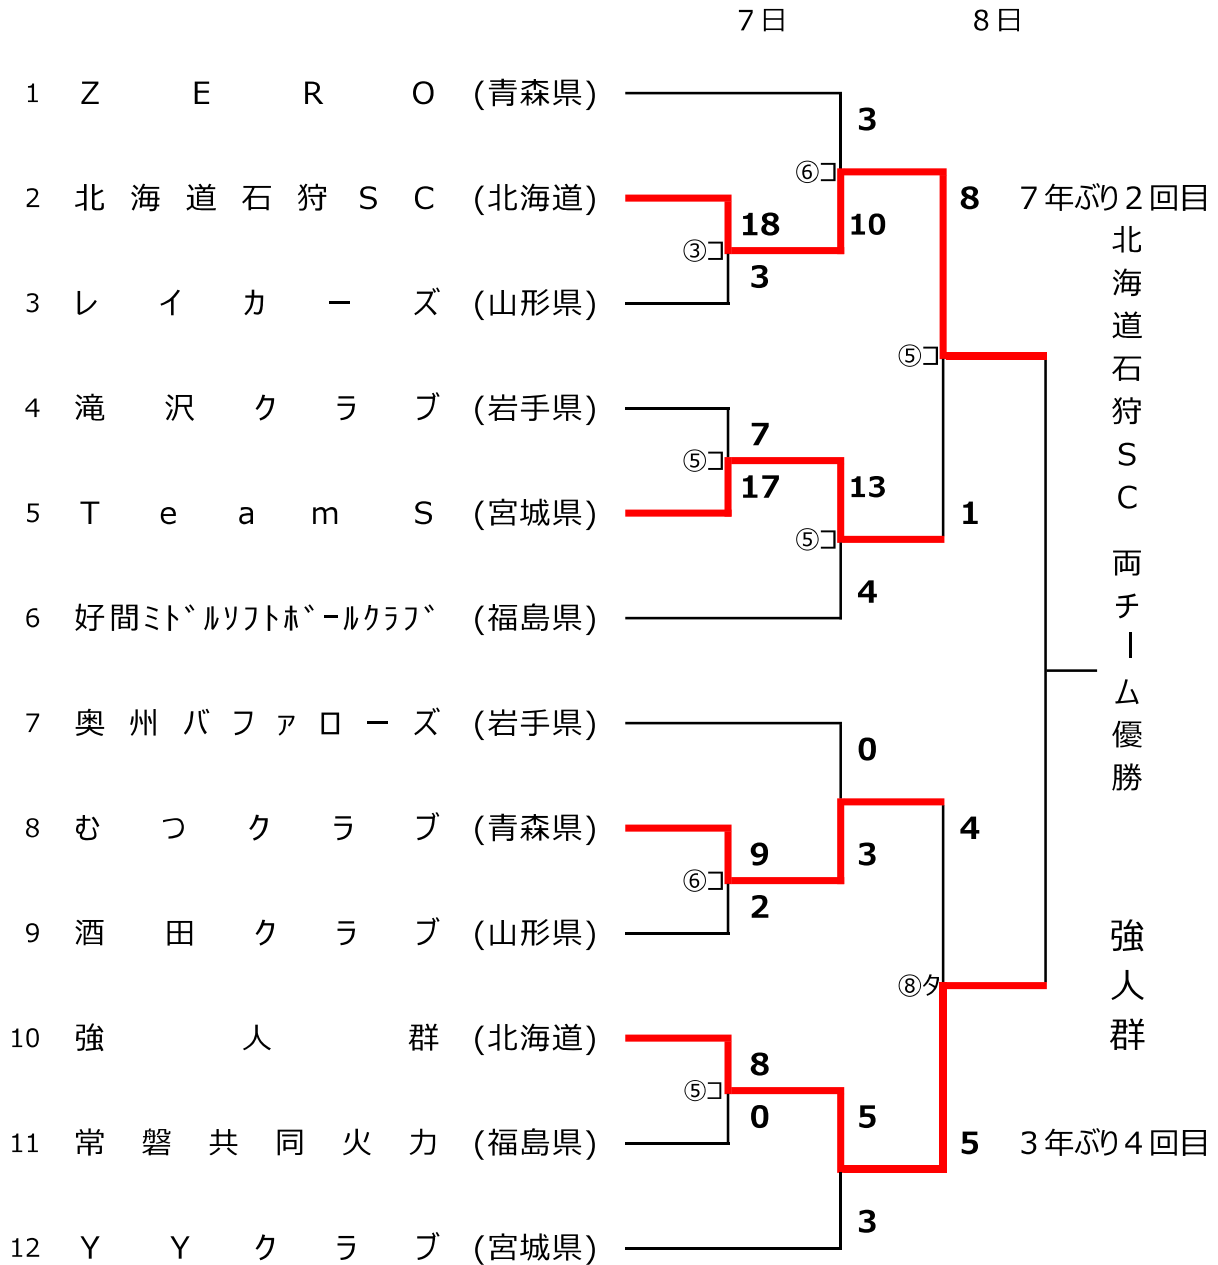 7日 8日
1 ZERO (青森県)
3
⑥コ
2 北海道石狩SC (北海道)
18
10
8
7年ぶり2回目
③コ
3
3 レイカーズ (山形県)
⑤コ
4 滝沢クラブ (岩手県)
7
⑤コ
17
13
5 TeamS (宮城県)
1
⑤コ
4
6 好間ミドルソフトボールクラブ (福島県)
北海道石狩SC 両チーム優勝
7 奥州バファローズ (岩手県)
0
8 むつクラブ (青森県)
4
9
3
⑥コ
2
9 酒田クラブ (山形県)
強人群
⑧タ
10 強人群 (北海道)
8
⑤コ
0
5
11 常磐共同火力 (福島県)
5
3年ぶり4回目
3
12 YYクラブ (宮城県)